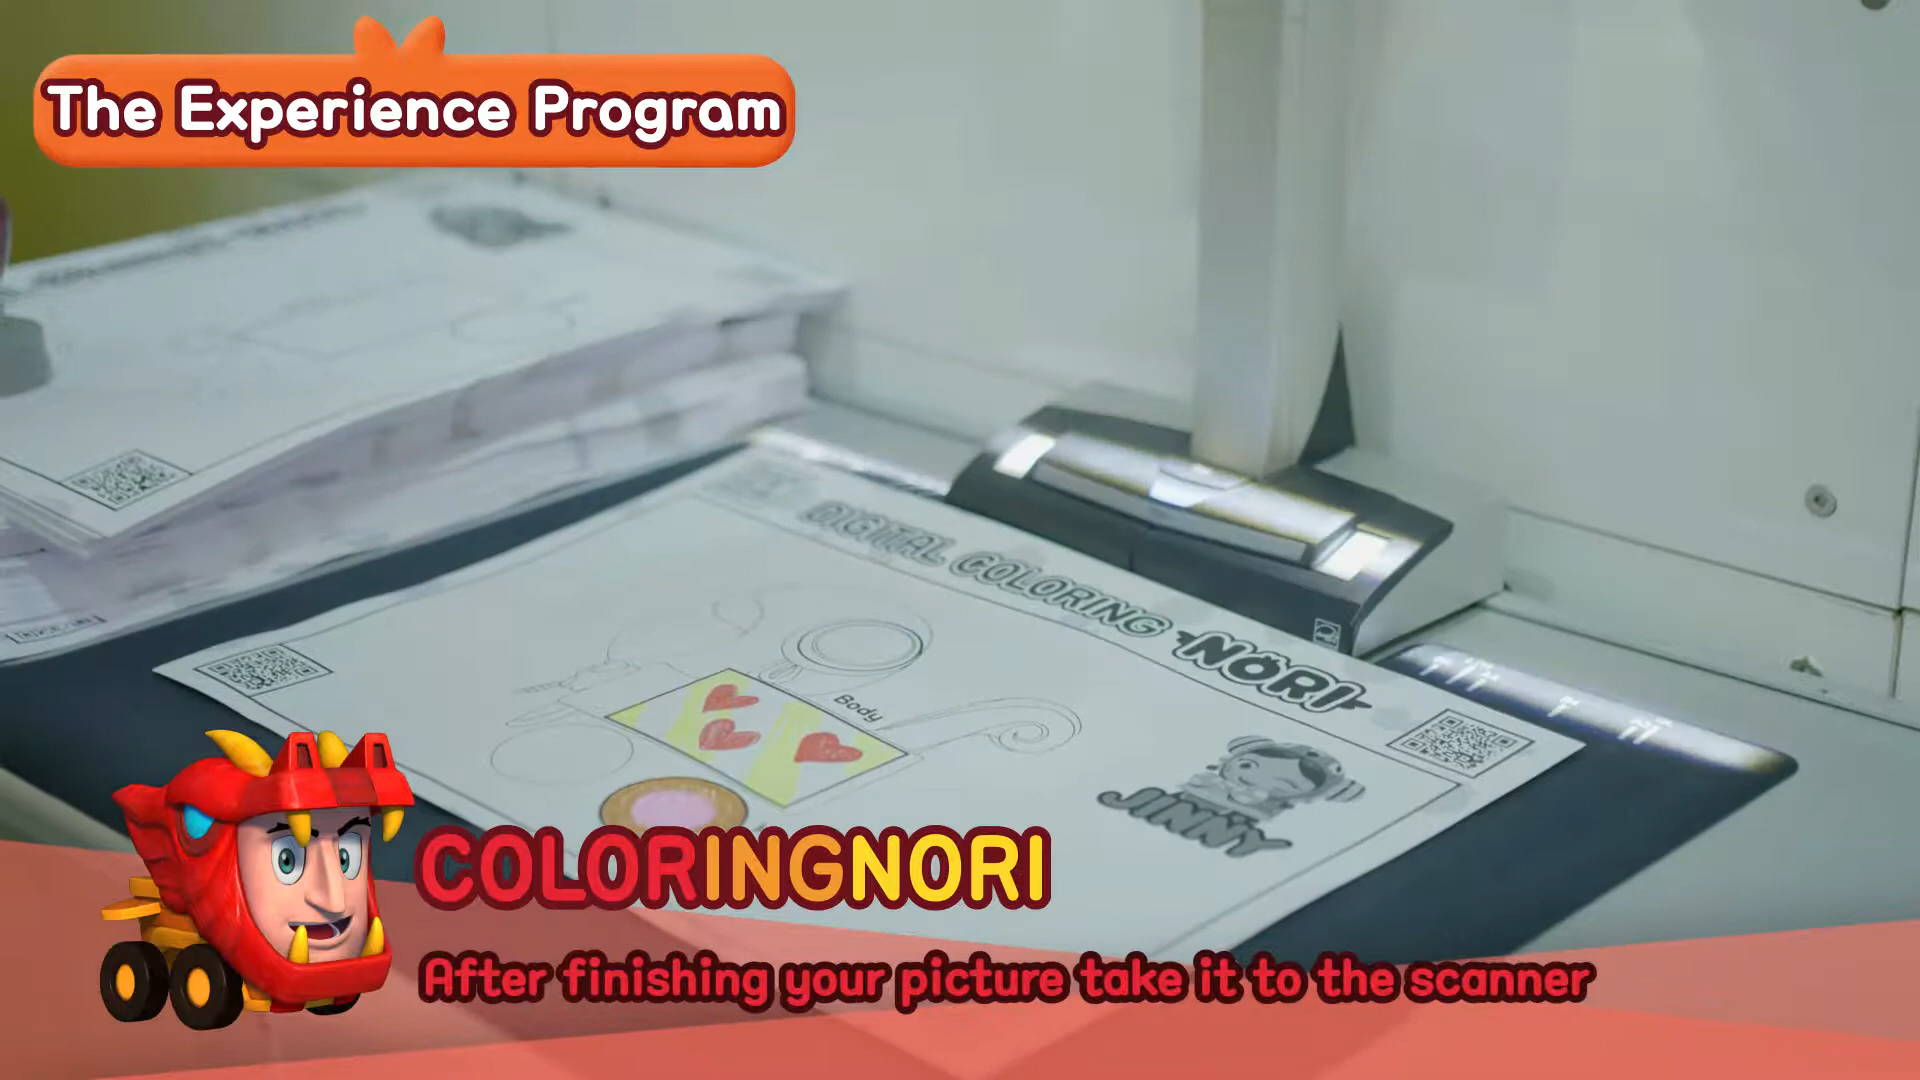 The Experience Program
DIGITAL COLORING NORI
Body
JINNY
COLORINGNORI
After finishing your picture take it to the scanner